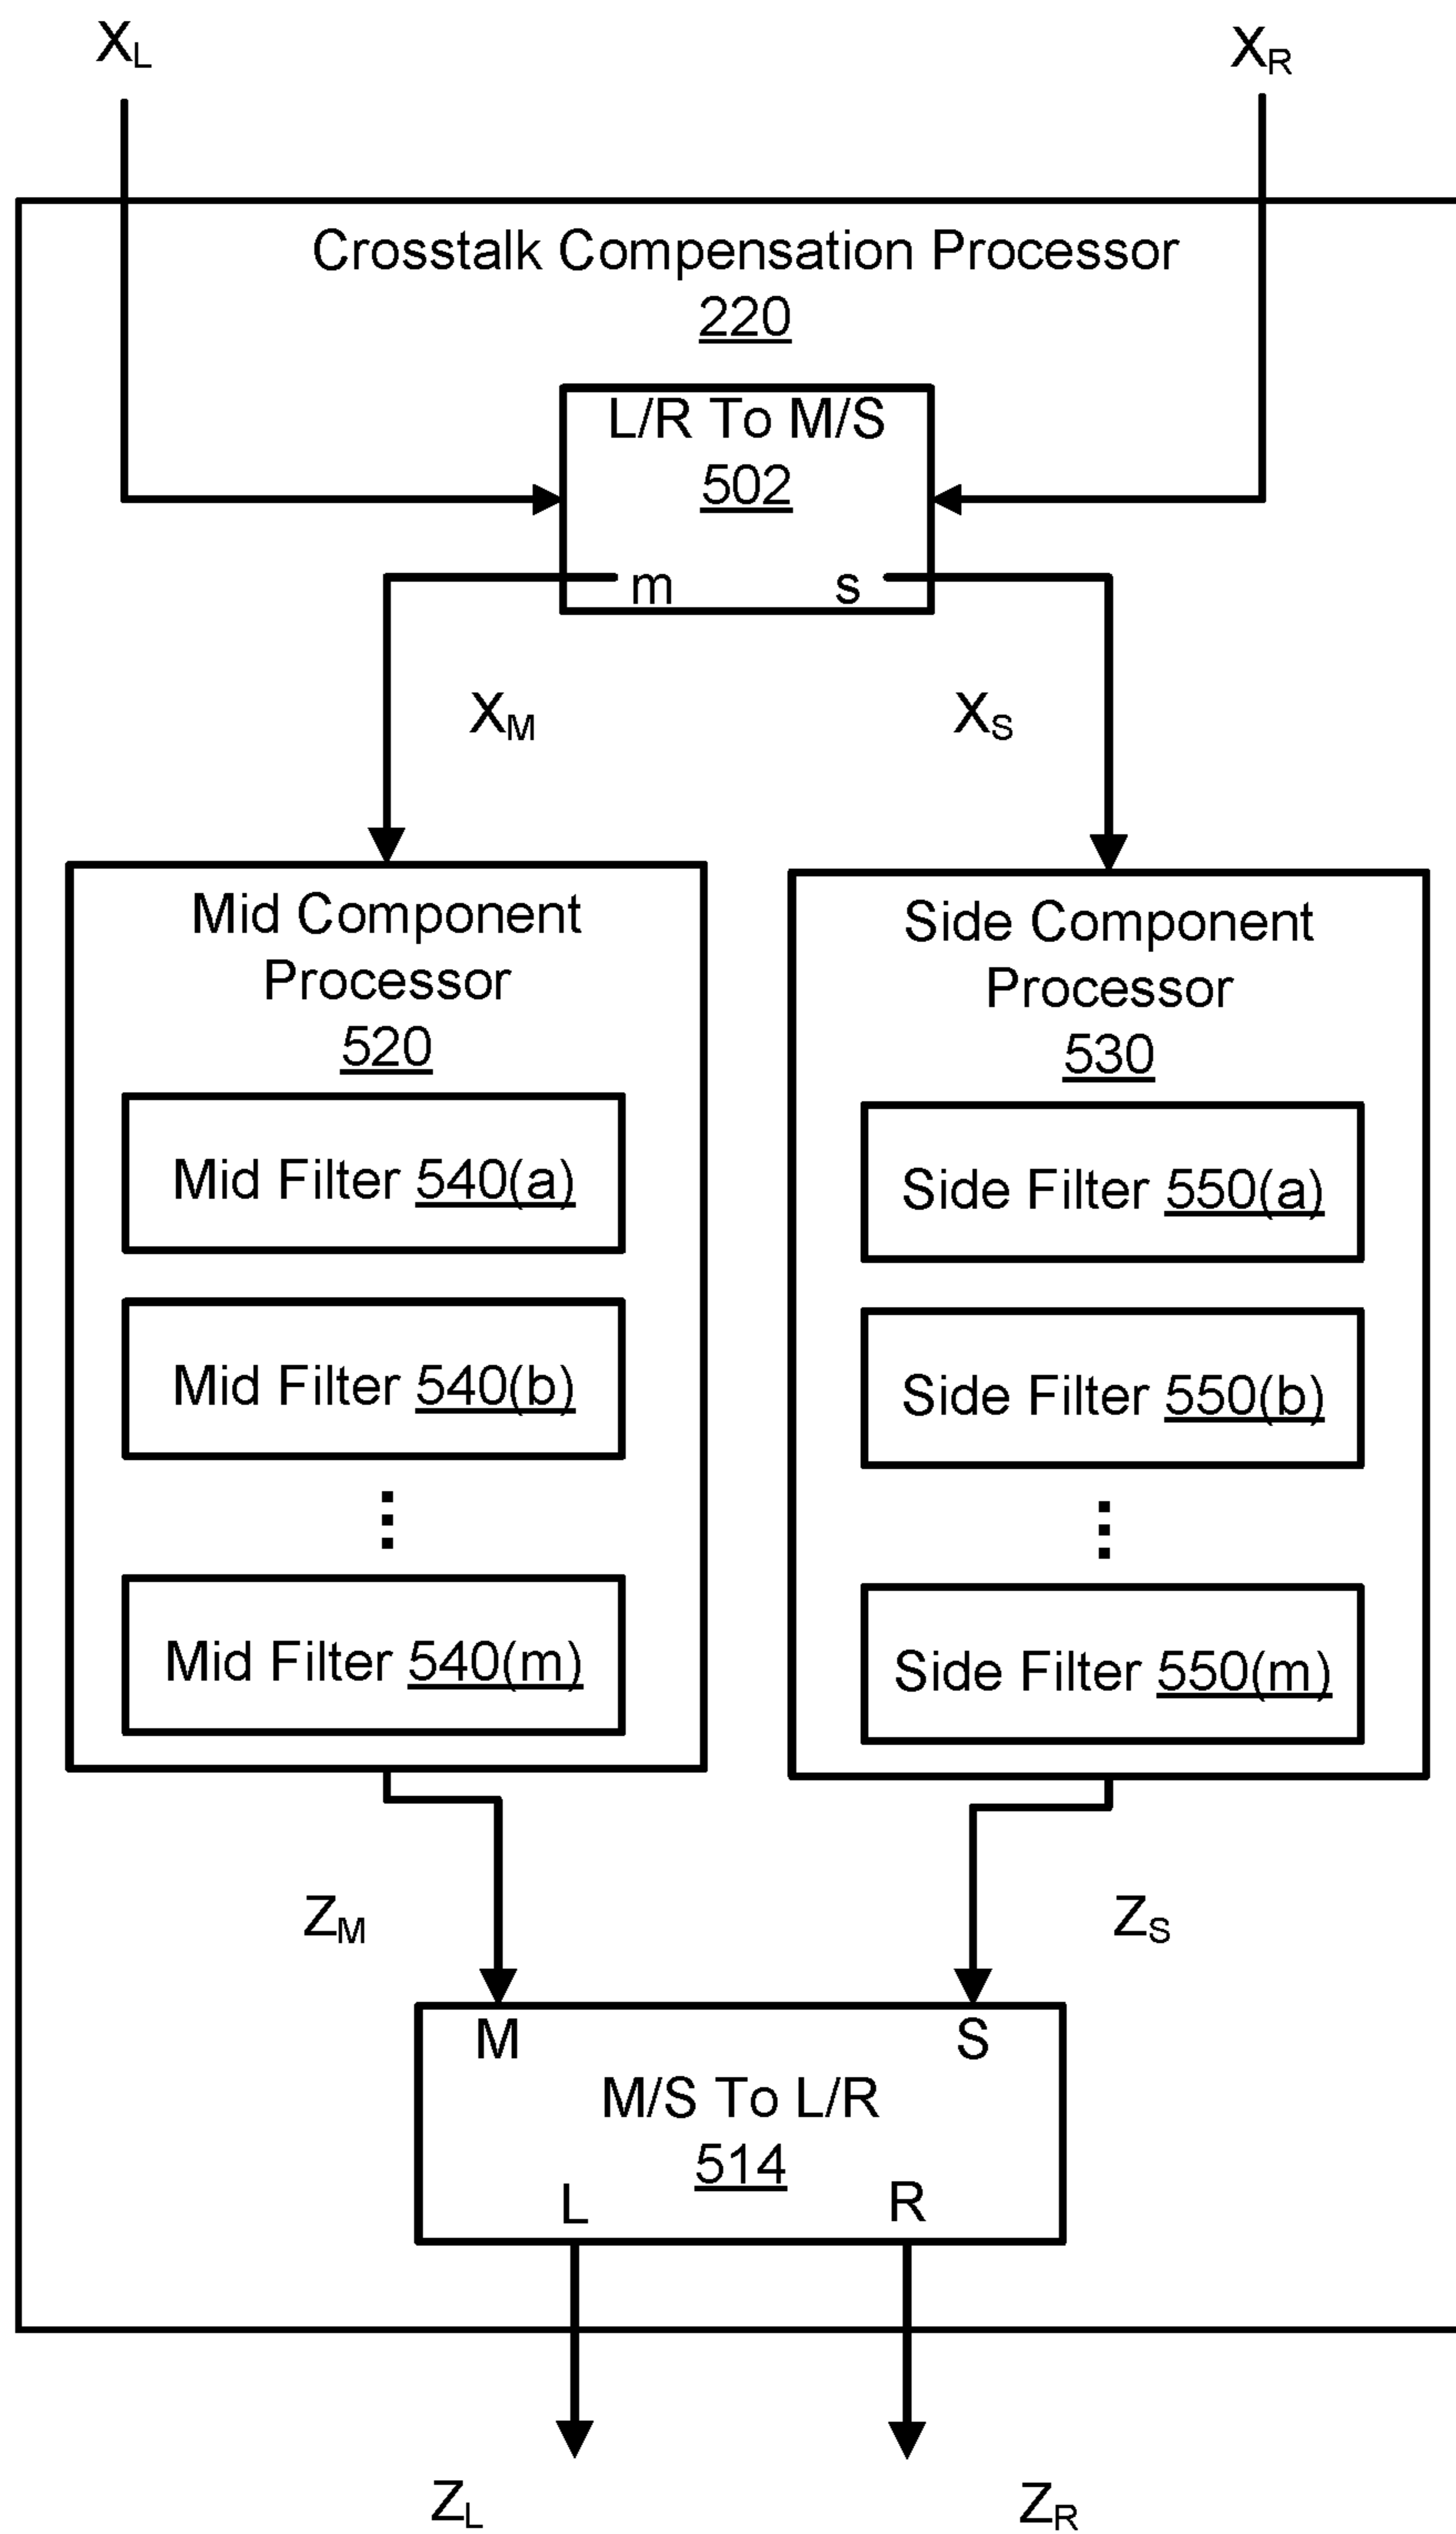 XL
XR
Crosstalk Compensation Processor
220
L/R To M/S
502
m
s
XM
XS
Mid Component
Processor
520
Mid Filter 540(a)
Mid Filter 540(b)
Mid Filter 540(m)
Side Component
Processor
530
Side Filter 550(a)
Side Filter 550(b)
Side Filter 550(m)
ZM
ZS
M
S
M/S To L/R
514
L
R
ZL
ZR